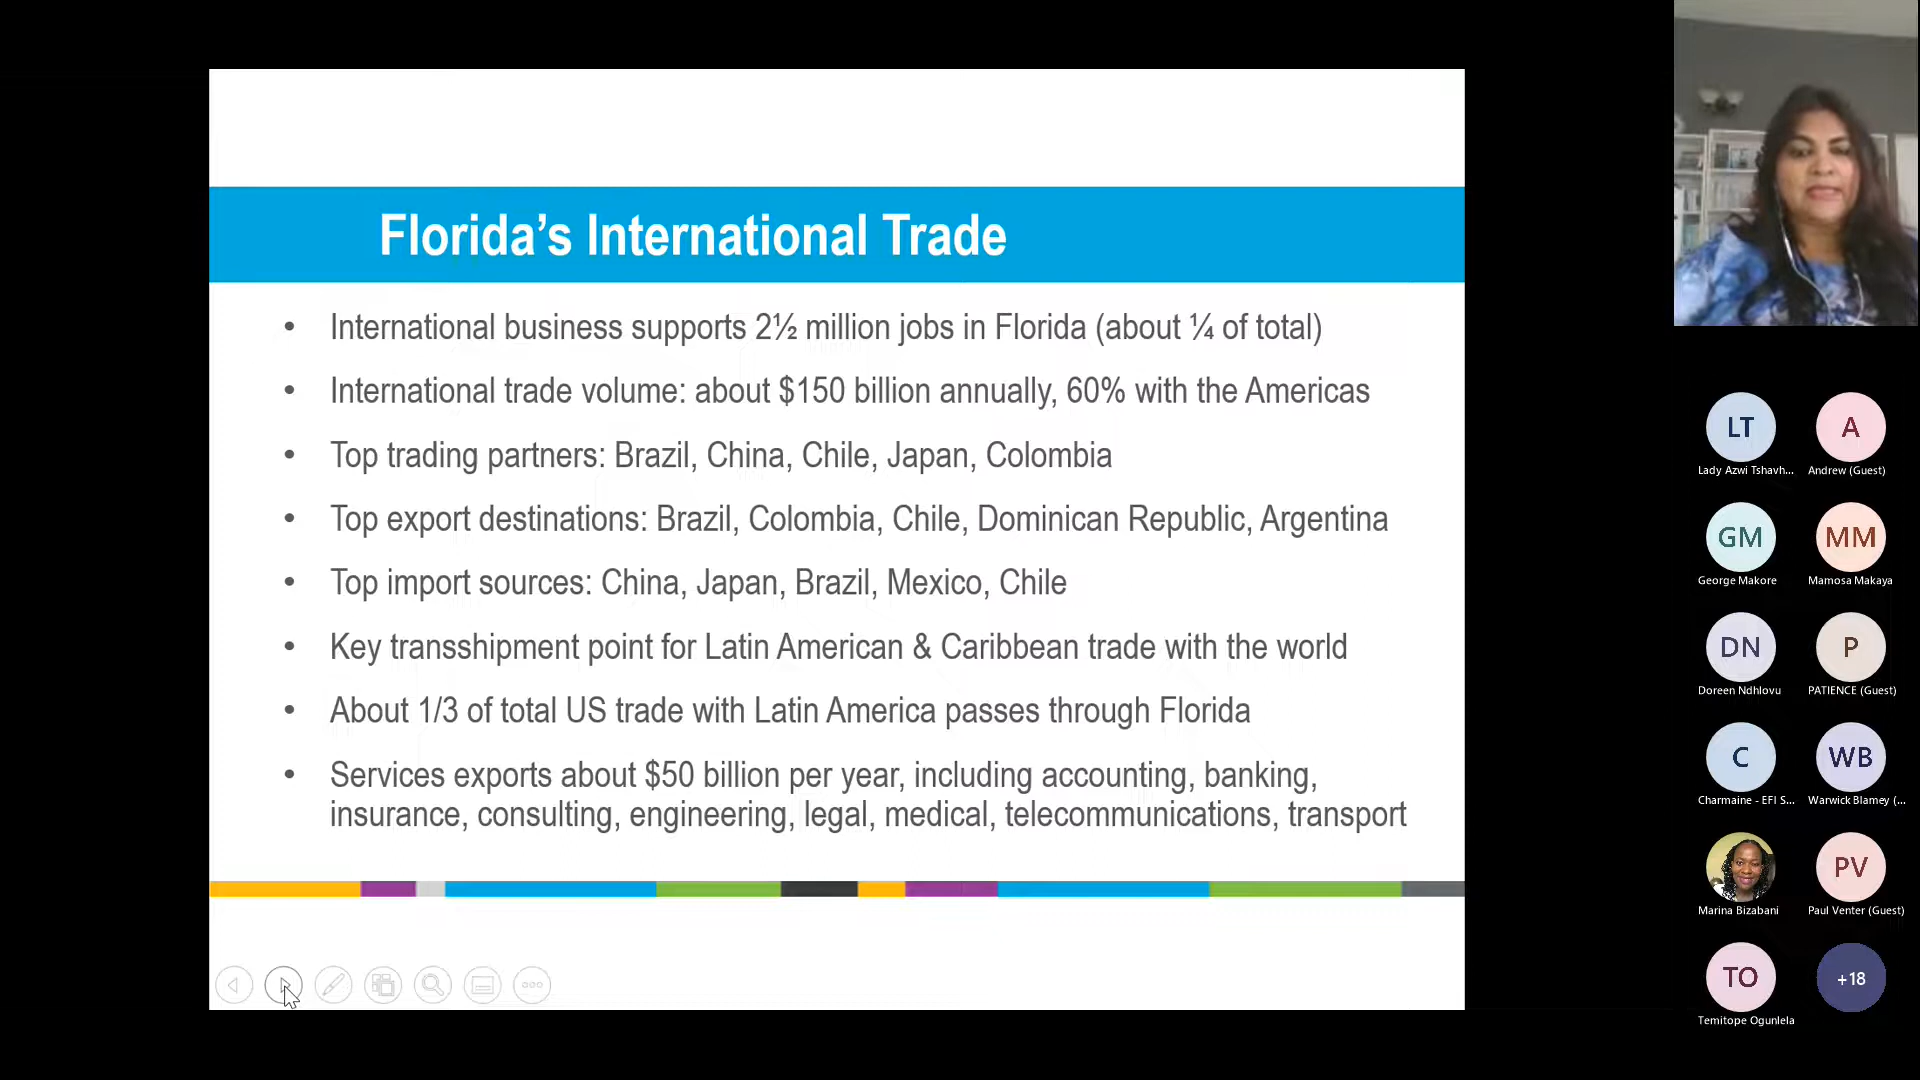 Florida’s International Trade
• International business supports 2½ million jobs in Florida (about ¼ of total)
• International trade volume: about $150 billion annually, 60% with the Americas
• Top trading partners: Brazil, China, Chile, Japan, Colombia
• Top export destinations: Brazil, Colombia, Chile, Dominican Republic, Argentina
• Top import sources: China, Japan, Brazil, Mexico, Chile
• Key transshipment point for Latin American & Caribbean trade with the world
• About 1/3 of total US trade with Latin America passes through Florida
• Services exports about $50 billion per year, including accounting, banking,
insurance, consulting, engineering, legal, medical, telecommunications, transport
LT
Lady Azwi Tshavh...
A
Andrew (Guest)
GM
George Makore
MM
Mamosa Makaya
DN
Doreen Ndhlovu
P
PATIENCE (Guest)
C
Charmaine - EFI S...
WB
Warwick Blamey (...
Marina Bizabani
PV
Paul Venter (Guest)
TO
Temitope Ogunlela
+18